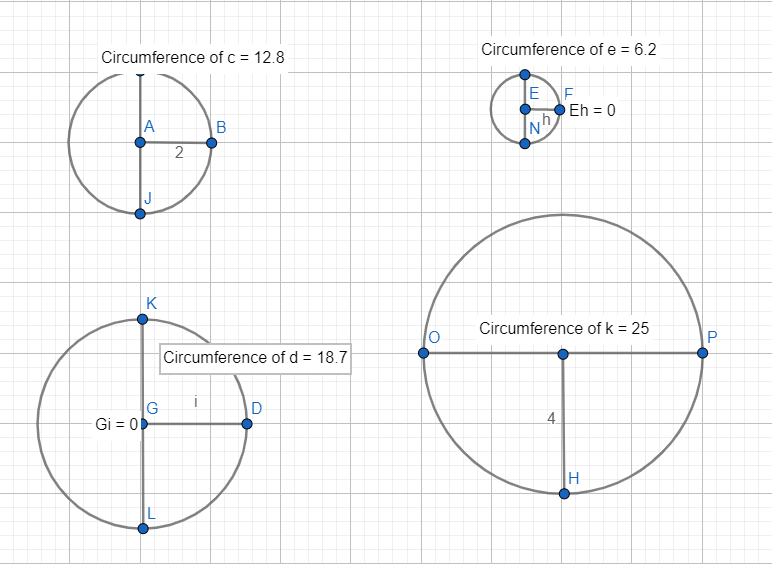 Circumference of c = 12.8
A
B
2
J
Circumference of e = 6.2
E
F
Eh = 0
h
N
K
Circumference of d = 18.7
i
G
D
Gi = 0
L
Circumference of k = 25
O
P
4
H